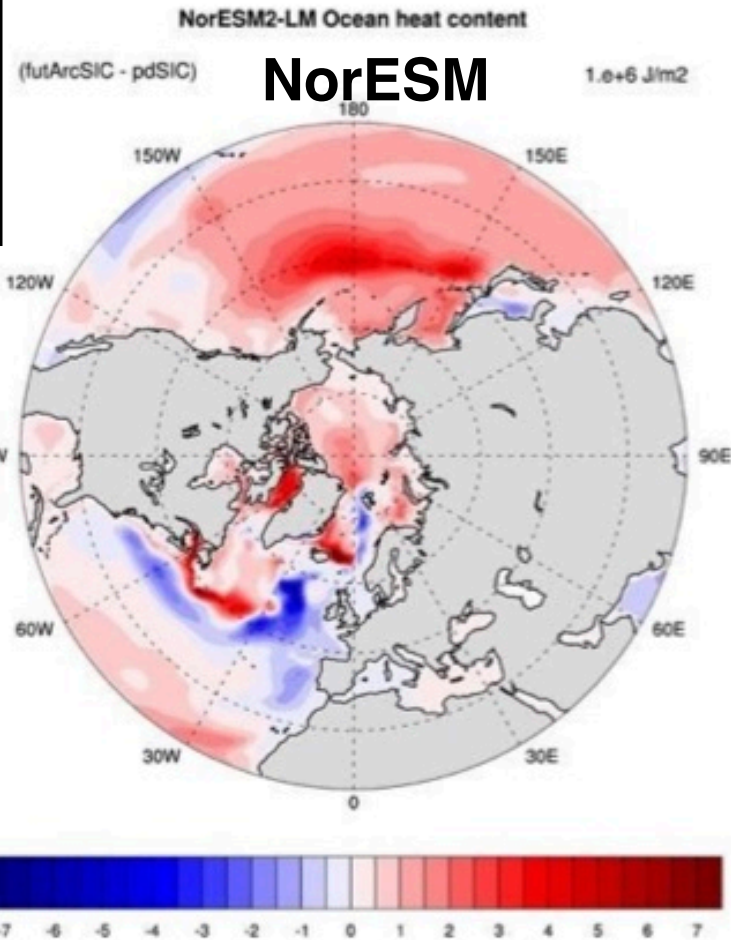 NorESM2-LM Ocean heat content
(futArcSIC - pdSIC)
NorESM
1.e+6 J/m2
180
150W
150E
120W
120E
W
90E
60W
60E
30W
30E
0
-7 -6 -5 -4 -3 -2 -1 0 1 2 3 4 5 6 7